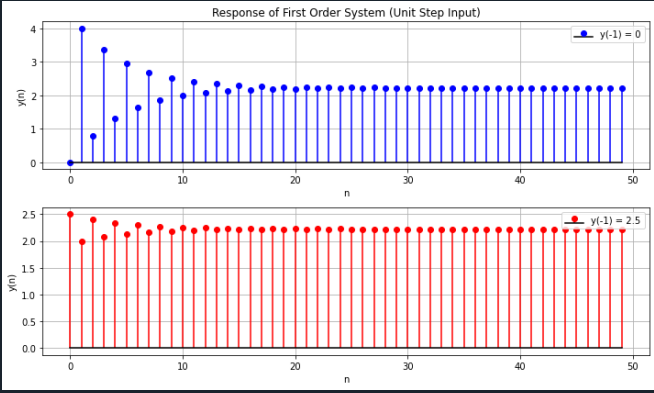 Response of First Order System (Unit Step Input)
4
3
2
1
0
y(n)
y(-1) = 0
0 10 20 30 40 50
n
2.5
2.0
1.5
1.0
0.5
0.0
y(n)
y(-1) = 2.5
0 10 20 30 40 50
n